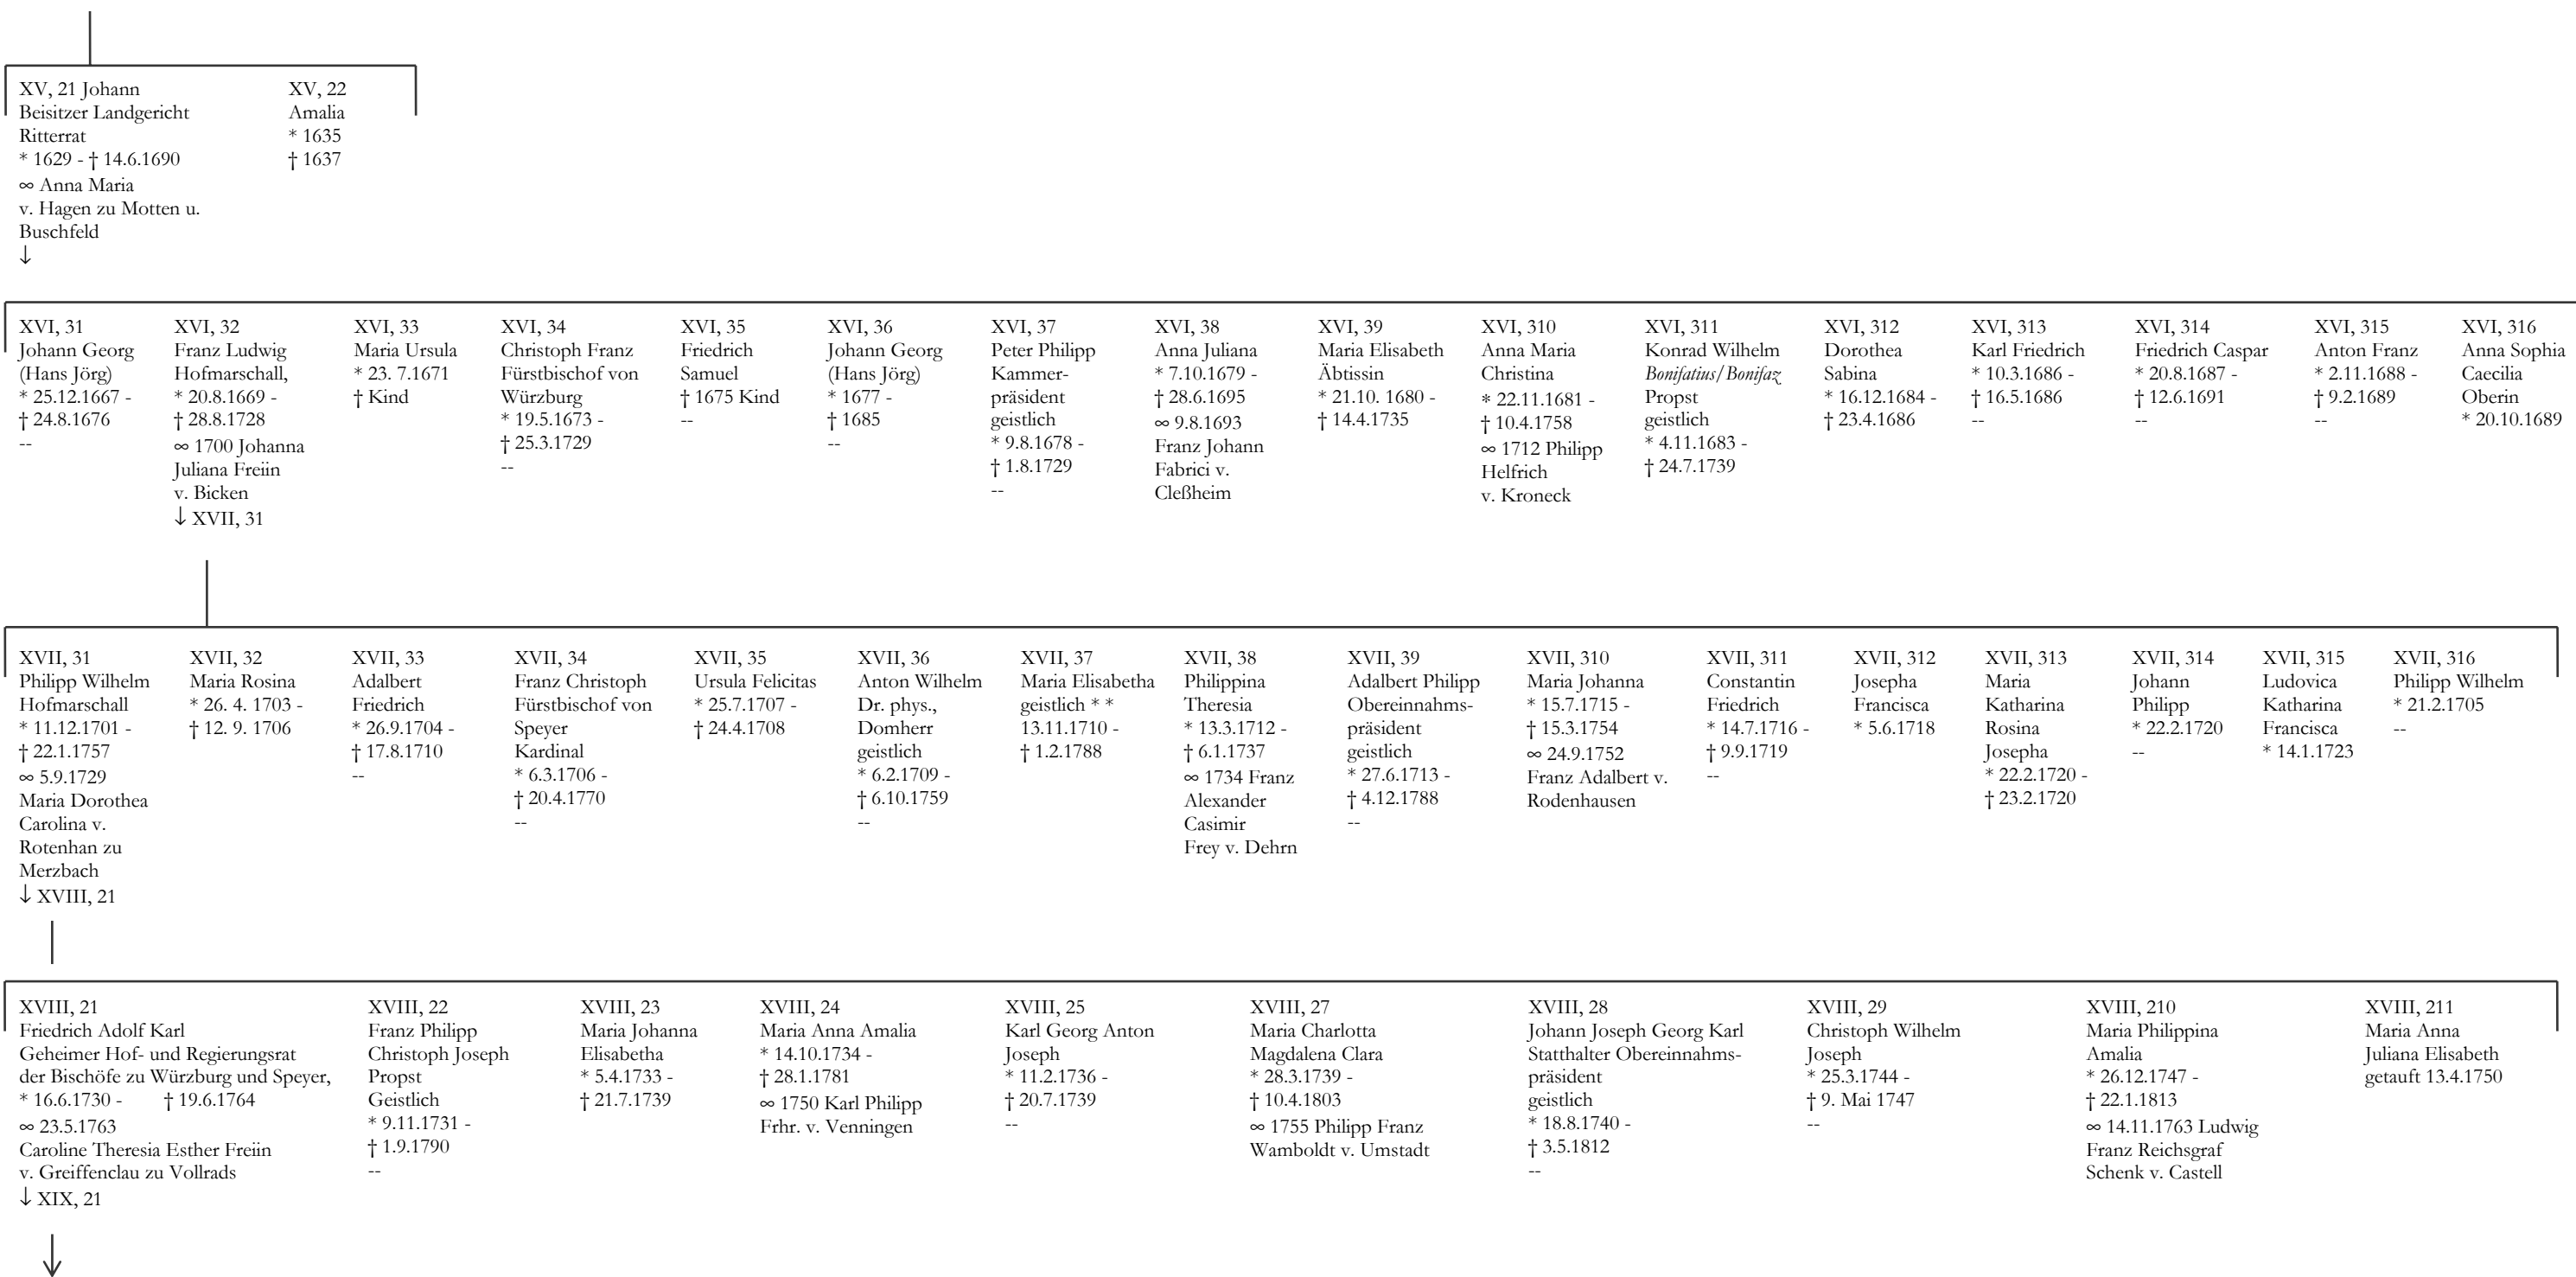 XV, 21 Johann
Beisitzer Landgericht
Ritterrat
* 1629 - † 14.6.1690
∞ Anna Maria
v. Hagen zu Motten u.
Buschfeld
↓
XV, 22
Amalia
* 1635
† 1637
XVI, 31
Johann Georg
(Hans Jörg)
* 25.12.1667 -
† 24.8.1676
--
XVI, 32
Franz Ludwig
Hofmarschall,
* 20.8.1669 -
† 28.8.1728
∞ 1700 Johanna
Juliana Freiin
v. Bicken
↓ XVII, 31
XVI, 33
Maria Ursula
* 23. 7.1671
† Kind
XVI, 34
Christoph Franz
Fürstbischof von
Würzburg
* 19.5.1673 -
† 25.3.1729
--
XVI, 35
Friedrich
Samuel
† 1675 Kind
--
XVI, 36
Johann Georg
(Hans Jörg)
* 1677 -
† 1685
--
XVI, 37
Peter Philipp
Kammer-
präsident
geistlich
* 9.8.1678 -
† 1.8.1729
--
XVI, 38
Anna Juliana
* 7.10.1679 -
† 28.6.1695
∞ 9.8.1693
Franz Johann
Fabrici v.
Cleßheim
XVI, 39
Maria Elisabeth
Äbtissin
* 21.10. 1680 -
† 14.4.1735
XVI, 310
Anna Maria
Christina
* 22.11.1681 -
† 10.4.1758
∞ 1712 Philipp
Helfrich
v. Kroneck
XVI, 311
Konrad Wilhelm
Bonifatius/Bonifaz
Propst
geistlich
* 4.11.1683 -
† 24.7.1739
XVI, 312
Dorothea
Sabina
* 16.12.1684 -
† 23.4.1686
XVI, 313
Karl Friedrich
* 10.3.1686 -
† 16.5.1686
--
XVI, 314
Friedrich Caspar
* 20.8.1687 -
† 12.6.1691
--
XVI, 315
Anton Franz
* 2.11.1688 -
† 9.2.1689
--
XVI, 316
Anna Sophia
Caecilia
Oberin
* 20.10.1689
XVII, 31
Philipp Wilhelm
Hofmarschall
* 11.12.1701 -
† 22.1.1757
∞ 5.9.1729
Maria Dorothea
Carolina v.
Rotenhan zu
Merzbach
↓ XVIII, 21
XVII, 32
Maria Rosina
* 26. 4. 1703 -
† 12. 9. 1706
XVII, 33
Adalbert
Friedrich
* 26.9.1704 -
† 17.8.1710
--
XVII, 34
Franz Christoph
Fürstbischof von
Speyer
Kardinal
* 6.3.1706 -
† 20.4.1770
--
XVII, 35
Ursula Felicitas
* 25.7.1707 -
† 24.4.1708
XVII, 36
Anton Wilhelm
Dr. phys.,
Domherr
geistlich
* 6.2.1709 -
† 6.10.1759
--
XVII, 37
Maria Elisabetha
geistlich * *
13.11.1710 -
† 1.2.1788
XVII, 38
Philippina
Theresia
* 13.3.1712 -
† 6.1.1737
∞ 1734 Franz
Alexander
Casimir
Frey v. Dehrn
XVII, 39
Adalbert Philipp
Obereinnahms-
präsident
geistlich
* 27.6.1713 -
† 4.12.1788
--
XVII, 310
Maria Johanna
* 15.7.1715 -
† 15.3.1754
∞ 24.9.1752
Franz Adalbert v.
Rodenhausen
XVII, 311
Constantin
Friedrich
* 14.7.1716 -
† 9.9.1719
--
XVII, 312
Josepha
Francisca
* 5.6.1718
XVII, 313
Maria
Katharina
Rosina
Josepha
* 22.2.1720 -
† 23.2.1720
XVII, 314
Johann
Philipp
* 22.2.1720
--
XVII, 315
Ludovica
Katharina
Francisca
* 14.1.1723
XVII, 316
Philipp Wilhelm
* 21.2.1705
--
XVIII, 21
Friedrich Adolf Karl
Geheimer Hof- und Regierungsrat
der Bischöfe zu Würzburg und Speyer,
* 16.6.1730 - † 19.6.1764
∞ 23.5.1763
Caroline Theresia Esther Freiin
v. Greiffenclau zu Vollrads
↓ XIX, 21
XVIII, 22
Franz Philipp
Christoph Joseph
Propst
Geistlich
* 9.11.1731 -
† 1.9.1790
--
XVIII, 23
Maria Johanna
Elisabetha
* 5.4.1733 -
† 21.7.1739
XVIII, 24
Maria Anna Amalia
* 14.10.1734 -
† 28.1.1781
∞ 1750 Karl Philipp
Frhr. v. Venningen
XVIII, 25
Karl Georg Anton
Joseph
* 11.2.1736 -
† 20.7.1739
--
XVIII, 27
Maria Charlotta
Magdalena Clara
* 28.3.1739 -
† 10.4.1803
∞ 1755 Philipp Franz
Wamboldt v. Umstadt
XVIII, 28
Johann Joseph Georg Karl
Statthalter Obereinnahms-
präsident
geistlich
* 18.8.1740 -
† 3.5.1812
--
XVIII, 29
Christoph Wilhelm
Joseph
* 25.3.1744 -
† 9. Mai 1747
--
XVIII, 210
Maria Philippina
Amalia
* 26.12.1747 -
† 22.1.1813
∞ 14.11.1763 Ludwig
Franz Reichsgraf
Schenk v. Castell
XVIII, 211
Maria Anna
Juliana Elisabeth
getauft 13.4.1750